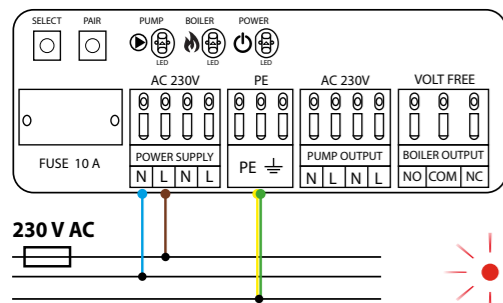 SELECT PAIR PUMP BOILER POWER
LED LED LED
AC 230V PE AC 230V VOLT FREE
FUSE 10 A
POWER SUPPLY PE PUMP OUTPUT BOILER OUTPUT
N L N L N L N L NO COM NC
230 V AC